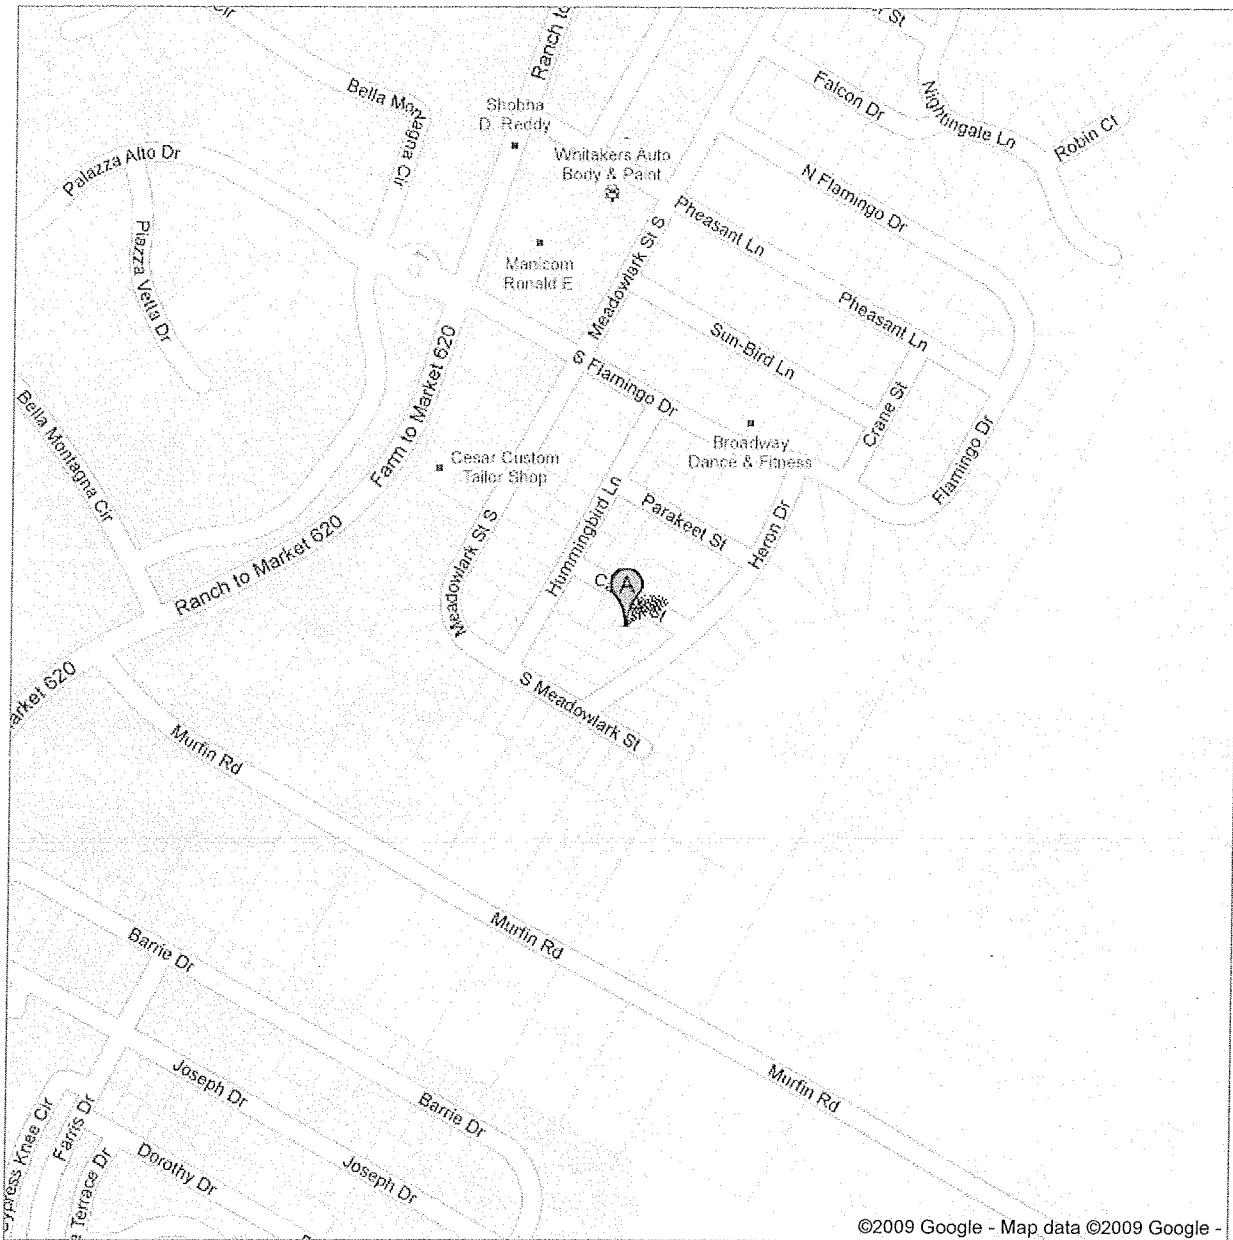 Ranch to
Falcon Dr
Nightingale Ln
Robin Ct
Shobha
D. Reddy
Palazza Alto Dr
Whitakers Auto
Body & Paint
N Flamingo Dr
Pheasant Ln
Piazza Vetta Dr
Manicom
Ronald E
Meadowlark St S
Pheasant Ln
Sun-Bird Ln
S Flamingo Dr
Farm to Market 620
Crane St
Bella Montagna Cir
Cesar Custom
Tailor Shop
Broadway
Dance & Fitness
Flamingo Dr
Parakeet St
Heron Dr
Hummingbird Ln
Meadowlark St S
Ranch to Market 620
A
S Meadowlark St
arket 620
Murfin Rd
Murfin Rd
Barrie Dr
Murfin Rd
Joseph Dr
Barrie Dr
ypress Knee Cir
Farris Dr
Dorothy Dr
Joseph Dr
e Terrace Dr
©2009 Google - Map data ©2009 Google -